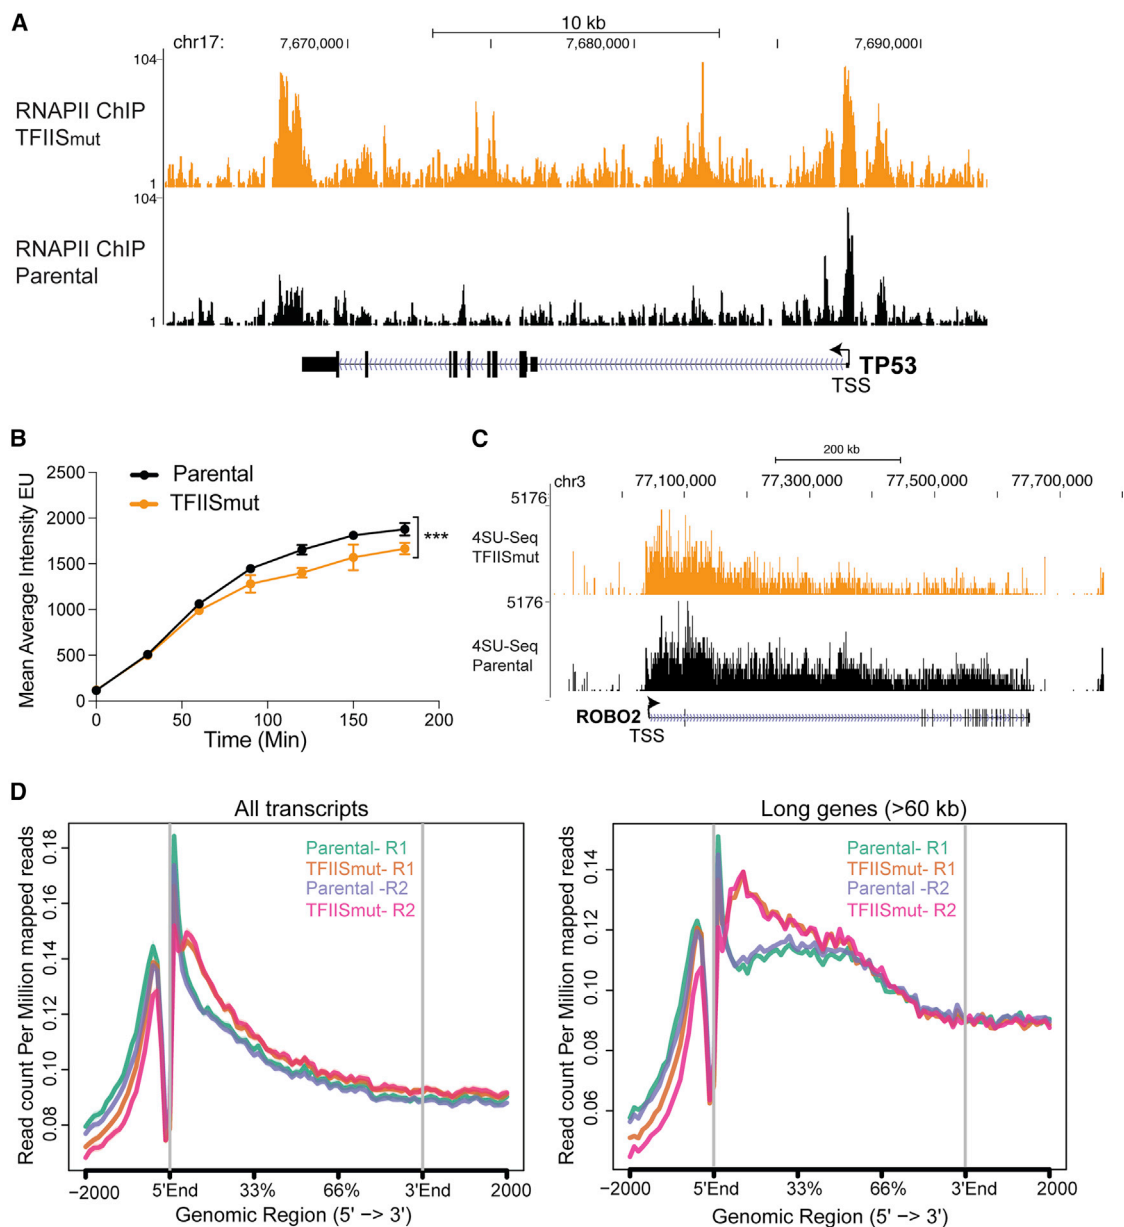 A
10 kb
chr17:
7,670,000
7,680,000
7,690,000
104
RNAPII ChIP
TFIISmut
1
104
RNAPII ChIP
Parental
1
TP53
TSS
B
Mean Average Intensity EU
2500
2000
1500
1000
500
0
Parental
TFIISmut
***
0
50
100
150
200
Time (Min)
C
200 kb
chr3
77,100,000
77,300,000
77,500,000
77,700,000
5176
4SU-Seq
TFIISmut
5176
4SU-Seq
Parental
ROBO2
TSS
D
All transcripts
Read count Per Million mapped reads
0.18
0.16
0.14
0.12
0.10
0.08
Parental- R1
TFIISmut- R1
Parental -R2
TFIISmut- R2
−2000
5'End
33%
66%
3'End
2000
Genomic Region (5' −> 3')
Long genes (>60 kb)
Read count Per Million mapped reads
0.14
0.12
0.10
0.08
0.06
Parental- R1
TFIISmut- R1
Parental -R2
TFIISmut- R2
−2000
5'End
33%
66%
3'End
2000
Genomic Region (5' −> 3')